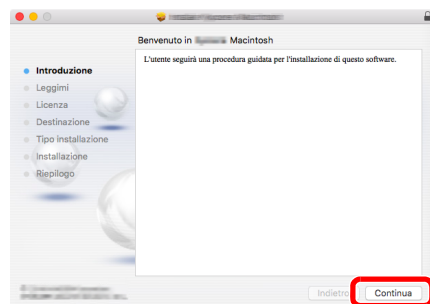 Benvenuto in Macintosh
L'utente seguirà una procedura guidata per l'installazione di questo software.
Introduzione
Leggimi
Licenza
Destinazione
Tipo installazione
Installazione
Riepilogo
Indietro
Continua